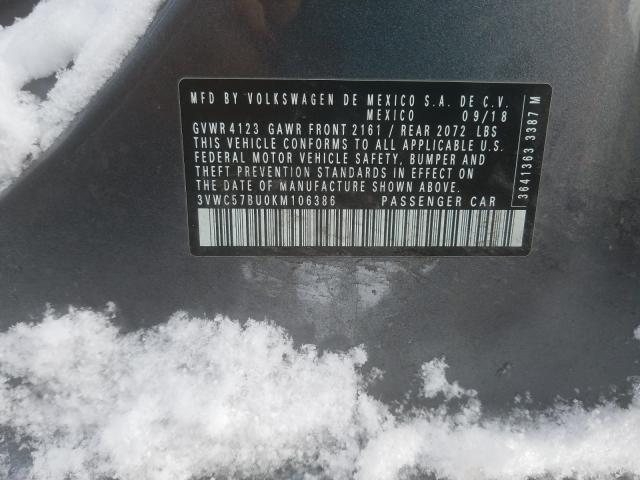 MFD BY VOLKSWAGEN DE MEXICO S.A. DE C.V.
MEXICO 09/18
GVWR 4123 GAWR FRONT 2161 / REAR 2072 LBS
THIS VEHICLE CONFORMS TO ALL APPLICABLE U.S.
FEDERAL MOTOR VEHICLE SAFETY, BUMPER AND
THEFT PREVENTION STANDARDS IN EFFECT ON
THE DATE OF MANUFACTURE SHOWN ABOVE.
3VWC57BU0KM106386 PASSENGER CAR
3641363 3387 M